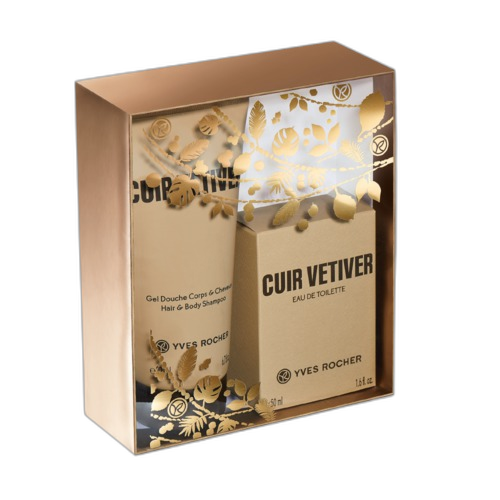 CUIR VETIVER
Gel Douche Corps & Cheveux
Hair & Body Shampoo
YVES ROCHER
CUIR VETIVER
EAU DE TOILETTE
YVES ROCHER
50 ml
1.6 fl. oz.